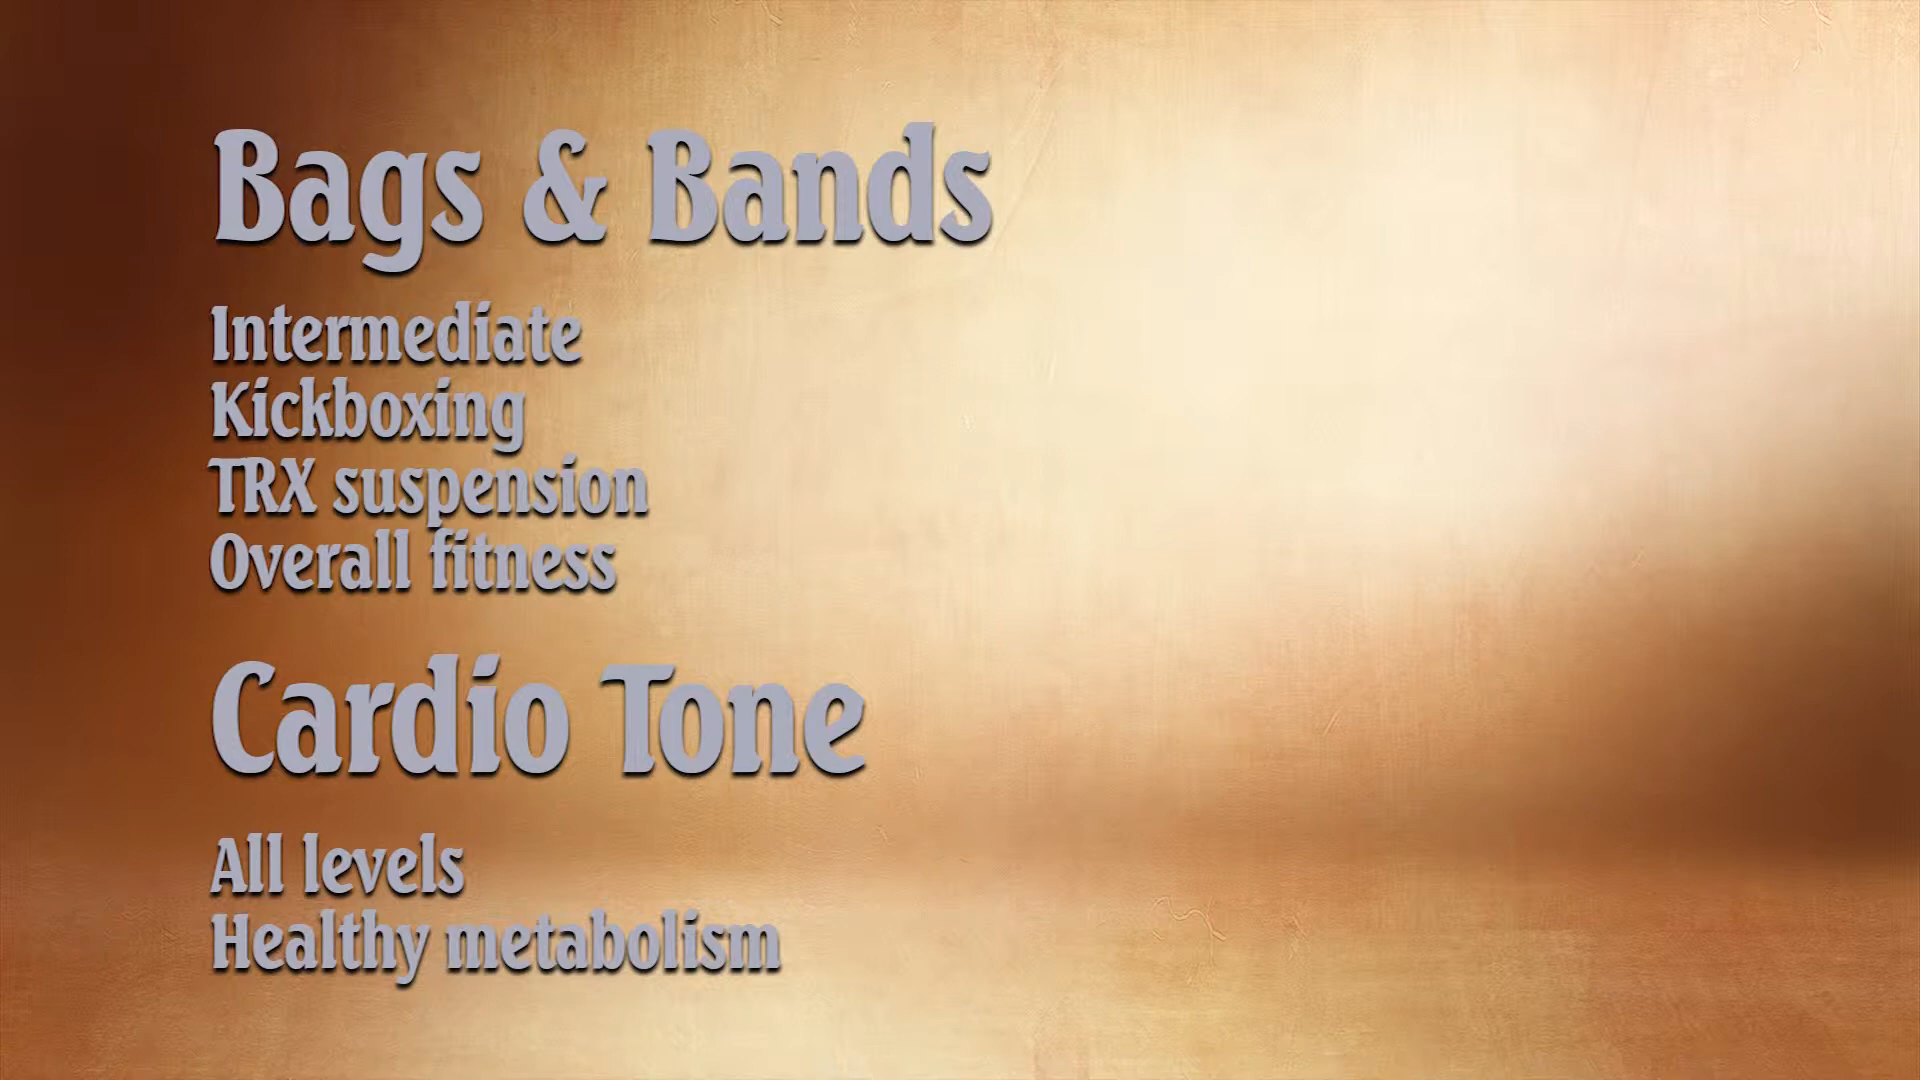 Bags & Bands
Intermediate
Kickboxing
TRX suspension
Overall fitness
Cardio Tone
All levels
Healthy metabolism